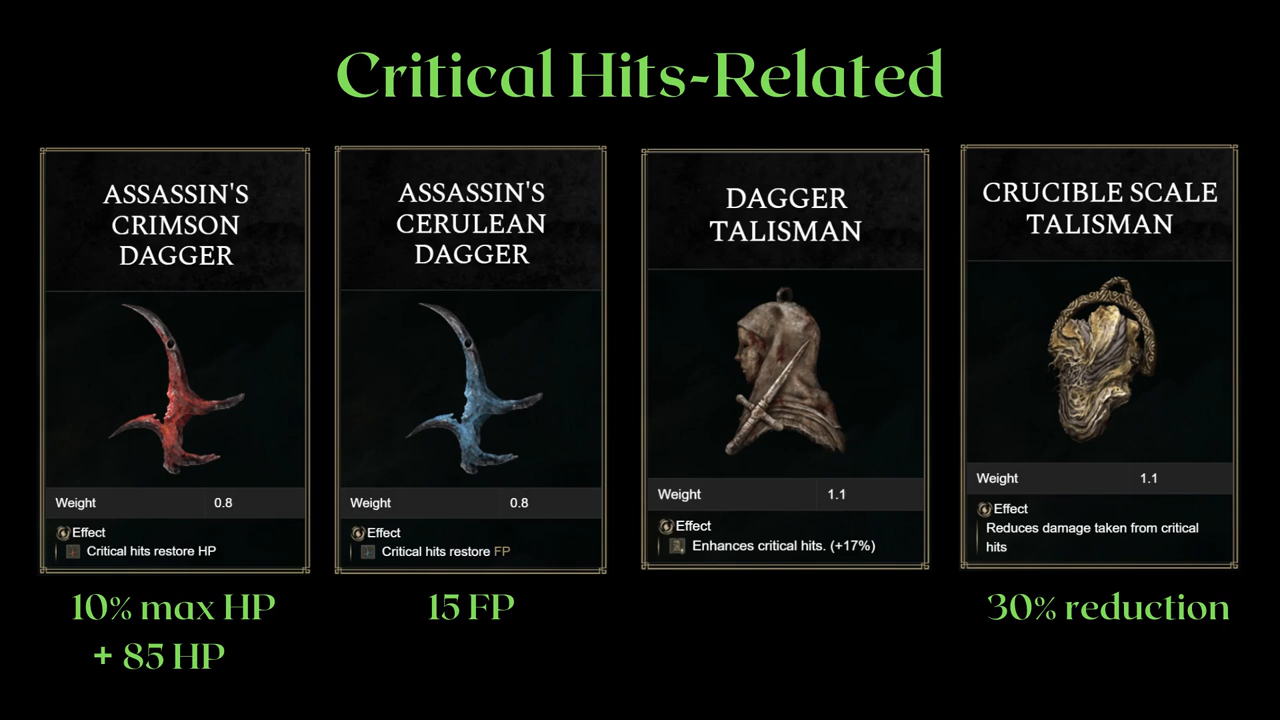 Critical Hits-Related
ASSASSIN'S
CRIMSON
DAGGER
Weight 0.8
Effect
Critical hits restore HP
10% max HP
+ 85 HP
ASSASSIN'S
CERULEAN
DAGGER
Weight 0.8
Effect
Critical hits restore FP
15 FP
DAGGER
TALISMAN
Weight 1.1
Effect
Enhances critical hits. (+17%)
CRUCIBLE SCALE
TALISMAN
Weight 1.1
Effect
Reduces damage taken from critical
hits
30% reduction